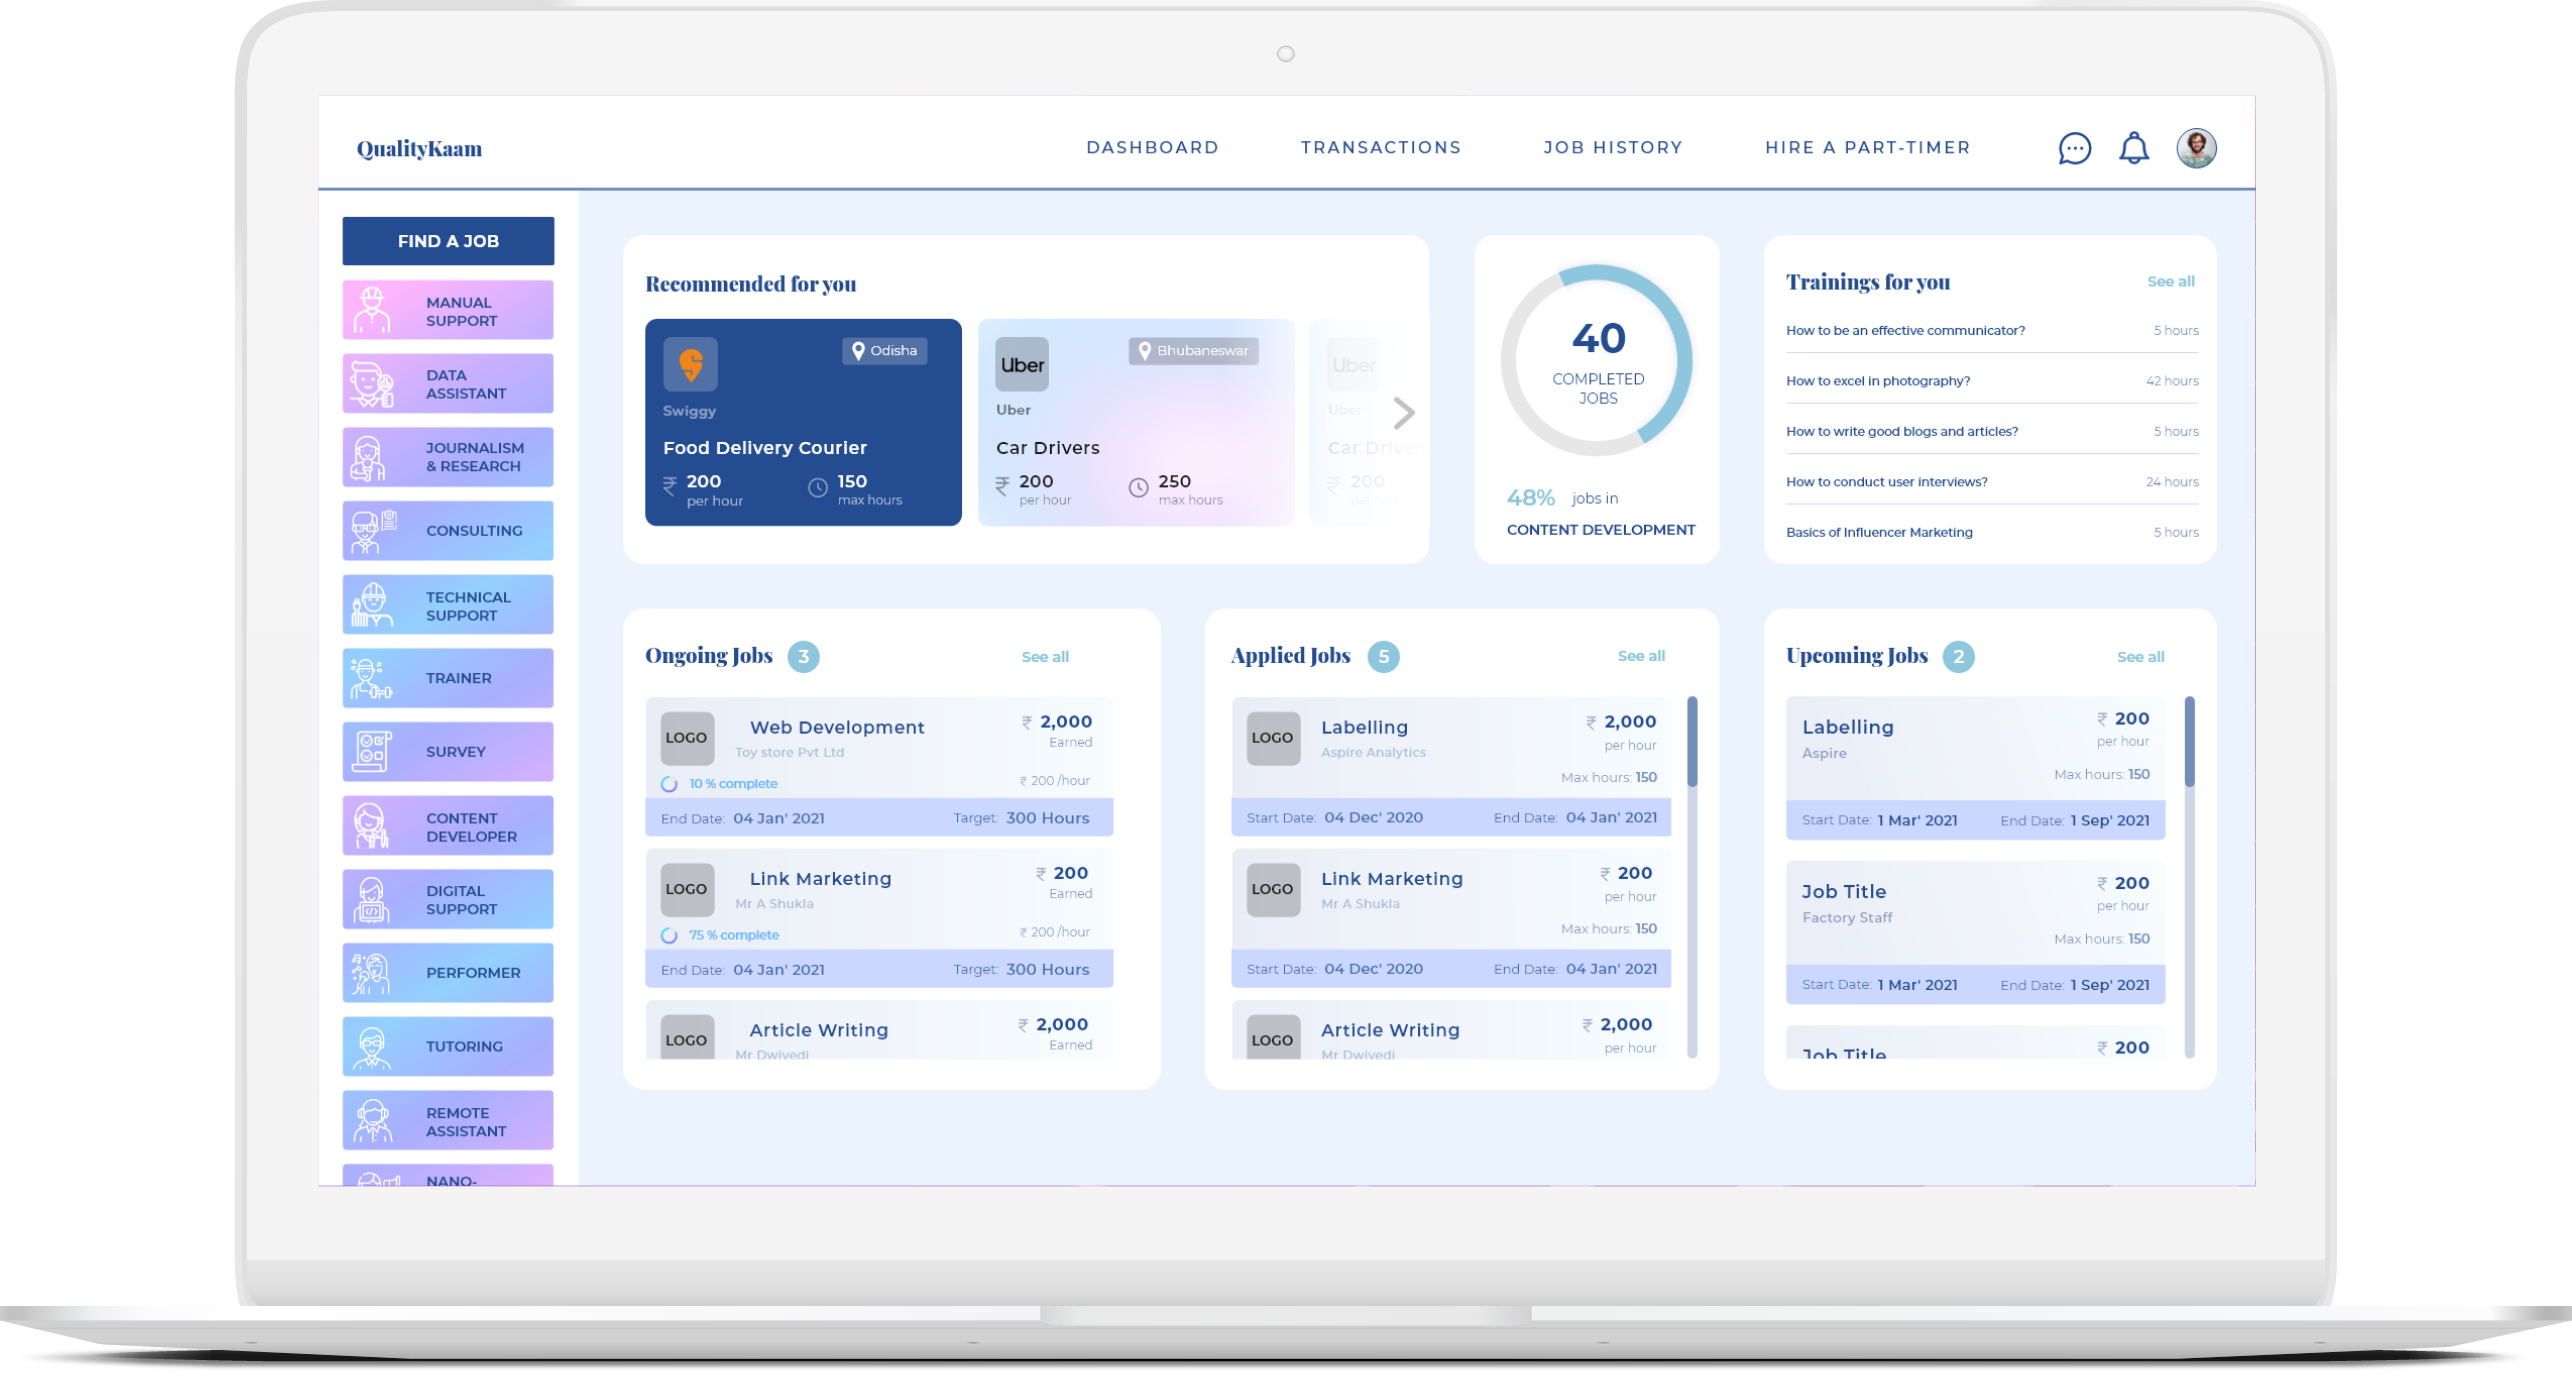 QualityKaam
DASHBOARD
TRANSACTIONS
JOB HISTORY
HIRE A PART-TIMER
FIND A JOB
MANUAL
SUPPORT
DATA
ASSISTANT
JOURNALISM
& RESEARCH
CONSULTING
TECHNICAL
SUPPORT
TRAINER
SURVEY
CONTENT
DEVELOPER
DIGITAL
SUPPORT
PERFORMER
TUTORING
REMOTE
ASSISTANT
NANO-
Recommended for you
Odisha
Swiggy
Food Delivery Courier
₹ 200
per hour
150
max hours
Uber
Bhubaneswar
Uber
Car Drivers
₹ 200
per hour
250
max hours
Uber
Uber
Car Driver
₹ 200
per hour
40
COMPLETED
JOBS
48% jobs in
CONTENT DEVELOPMENT
Trainings for you
See all
How to be an effective communicator? 5 hours
How to excel in photography? 42 hours
How to write good blogs and articles? 5 hours
How to conduct user interviews? 24 hours
Basics of Influencer Marketing 5 hours
Ongoing Jobs 3
See all
LOGO
Web Development
Toy store Pvt Ltd
₹ 2,000
Earned
10 % complete
₹ 200 /hour
End Date: 04 Jan' 2021
Target: 300 Hours
LOGO
Link Marketing
Mr A Shukla
₹ 200
Earned
75 % complete
₹ 200 /hour
End Date: 04 Jan' 2021
Target: 300 Hours
LOGO
Article Writing
Mr Dwivedi
₹ 2,000
Earned
Applied Jobs 5
See all
LOGO
Labelling
Aspire Analytics
₹ 2,000
per hour
Max hours: 150
Start Date: 04 Dec' 2020
End Date: 04 Jan' 2021
LOGO
Link Marketing
Mr A Shukla
₹ 200
per hour
Max hours: 150
Start Date: 04 Dec' 2020
End Date: 04 Jan' 2021
LOGO
Article Writing
Mr Dwivedi
₹ 2,000
per hour
Upcoming Jobs 2
See all
Labelling
Aspire
₹ 200
per hour
Max hours: 150
Start Date: 1 Mar' 2021
End Date: 1 Sep' 2021
Job Title
Factory Staff
₹ 200
per hour
Max hours: 150
Start Date: 1 Mar' 2021
End Date: 1 Sep' 2021
Job Title
₹ 200